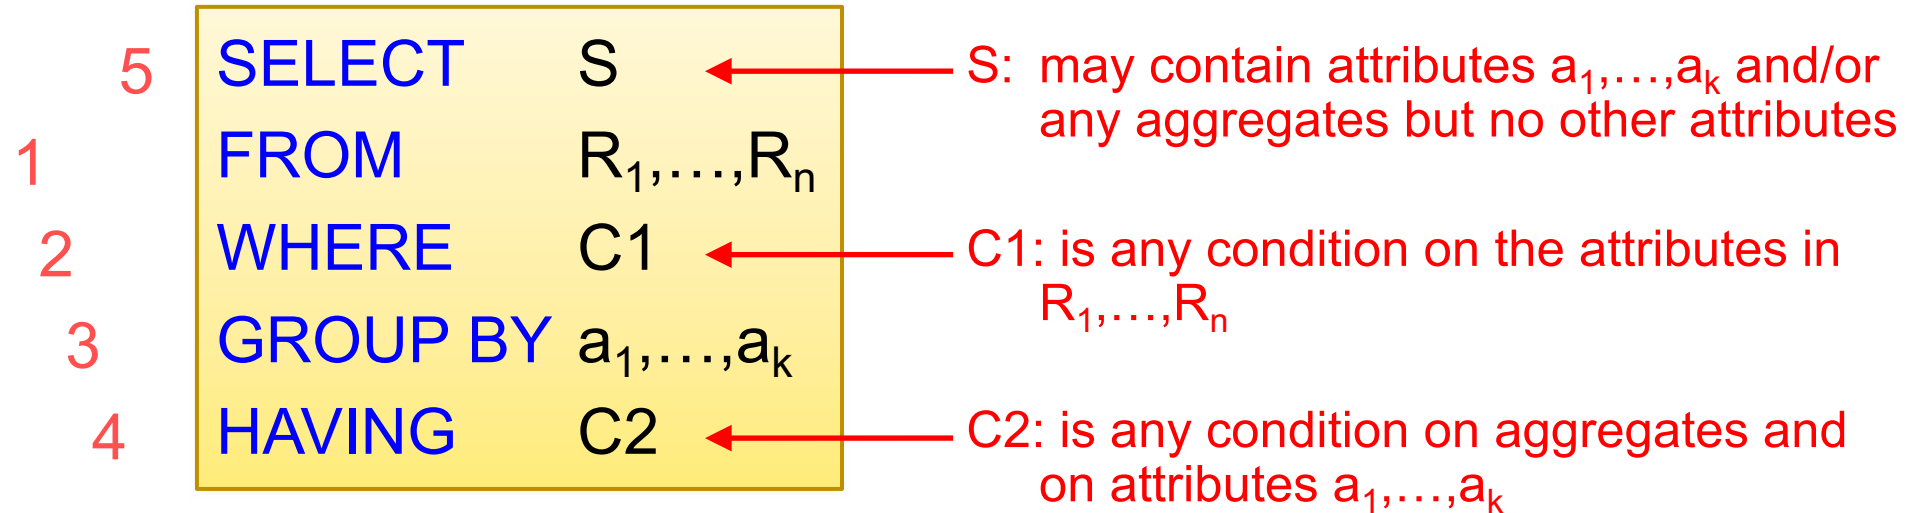 5 SELECT S S: may contain attributes a₁,…,aₖ and/or
any aggregates but no other attributes
1 FROM R₁,…,Rₙ
2 WHERE C1 C1: is any condition on the attributes in
R₁,…,Rₙ
3 GROUP BY a₁,…,aₖ
4 HAVING C2 C2: is any condition on aggregates and
on attributes a₁,…,aₖ